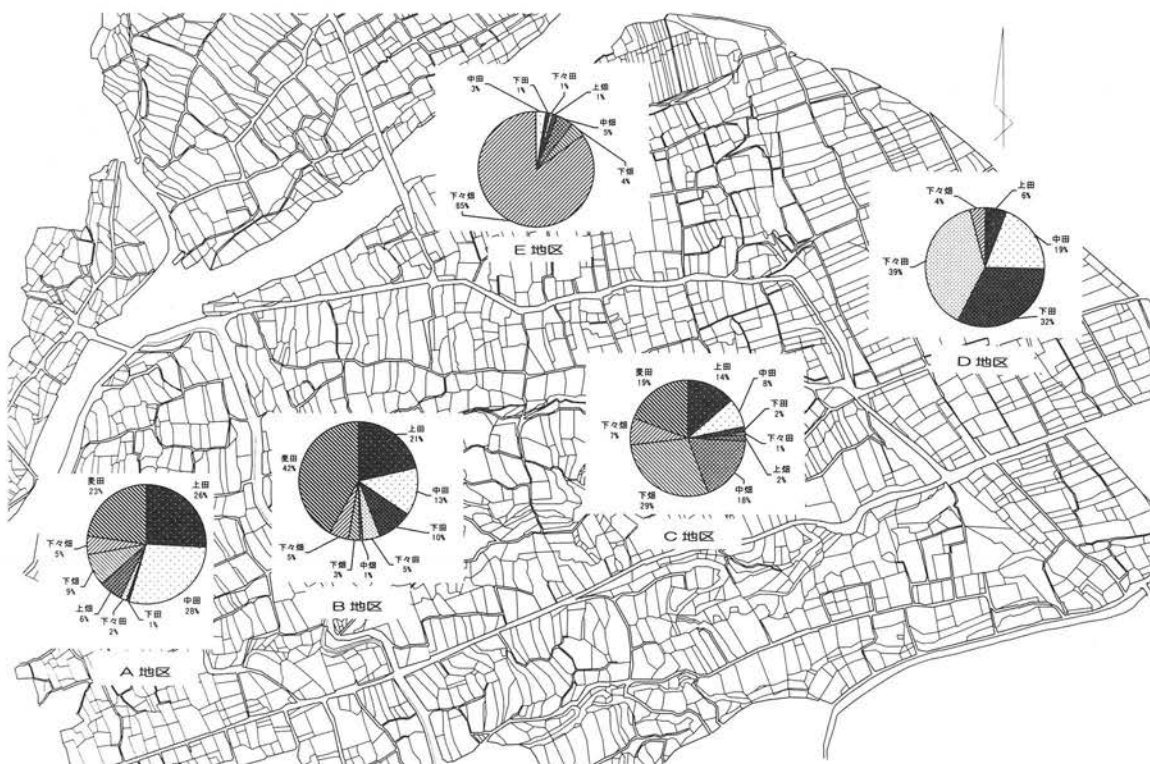 中田
3%
下田
1%
下々田
1%
上畑
1%
中畑
5%
下畑
4%
下々畑
85%
E地区
上田
6%
中田
19%
下田
32%
下々田
39%
下々畑
4%
D地区
上田
14%
中田
8%
下田
2%
下々田
1%
上畑
2%
中畑
18%
下畑
29%
下々畑
7%
麦田
19%
C地区
上田
21%
中田
13%
下田
10%
下々田
5%
中畑
1%
下畑
3%
下々畑
5%
麦田
42%
B地区
上田
26%
中田
28%
下田
1%
下々田
2%
上畑
6%
下畑
9%
下々畑
5%
麦田
23%
A地区